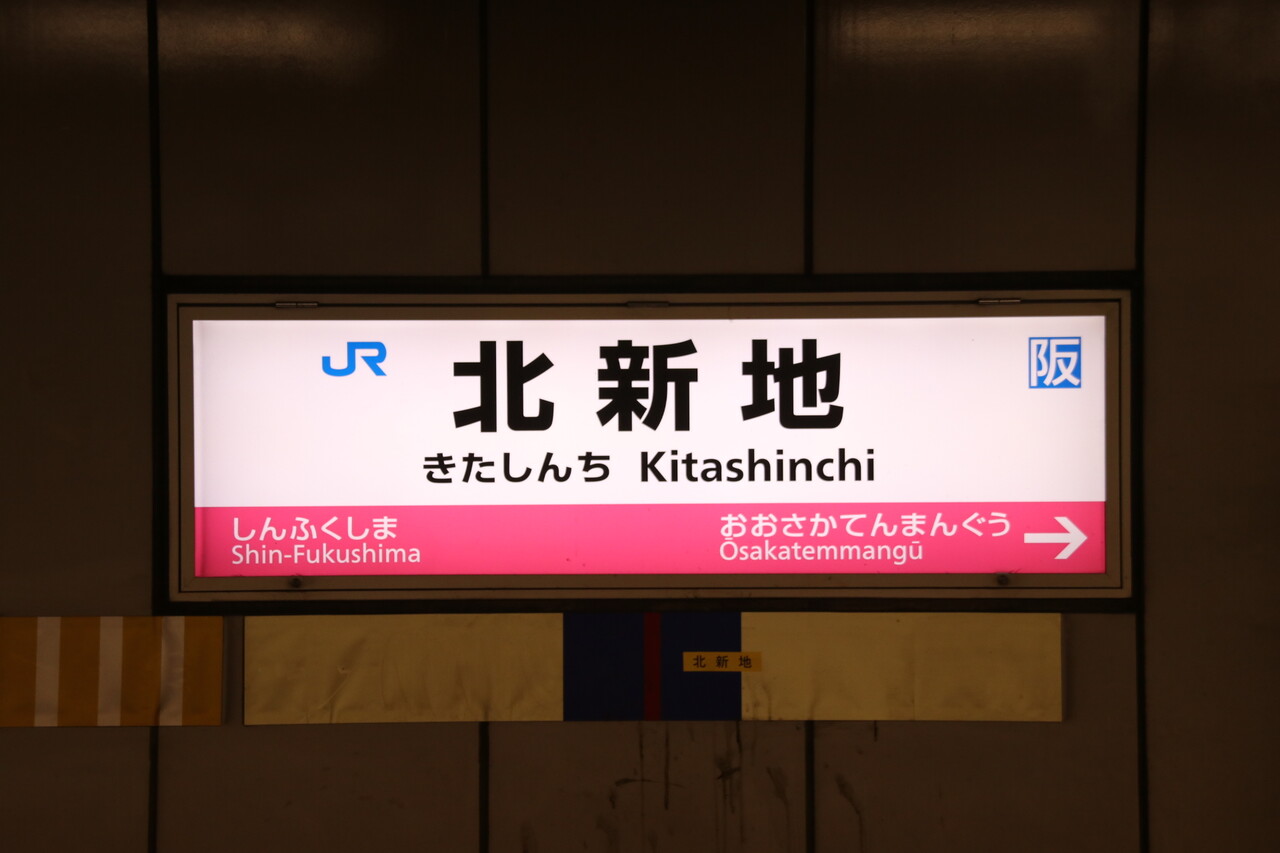 JR 北新地 阪
きたしんち Kitashinchi
しんふくしま おおさかてんまんぐう →
Shin-Fukushima Ōsakatemmangū
北新地